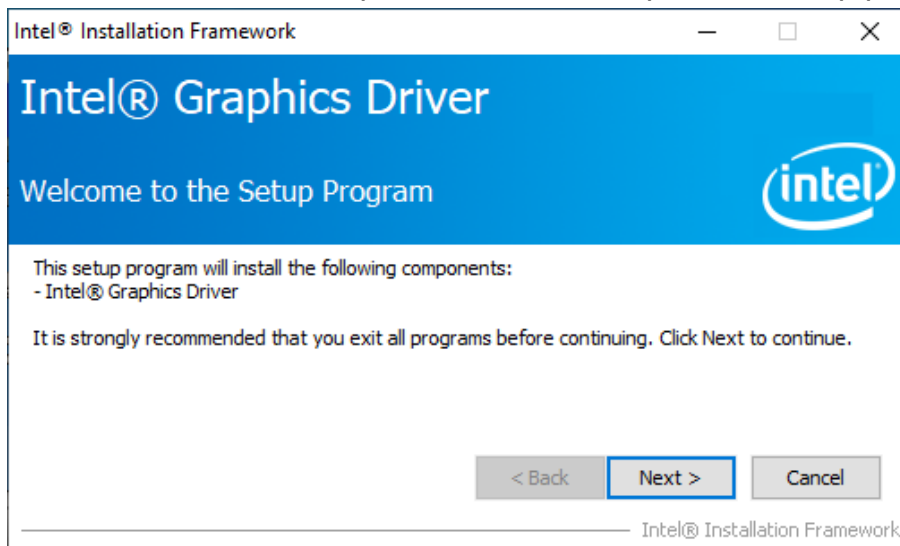 Intel® Installation Framework
Intel® Graphics Driver
Welcome to the Setup Program
intel
This setup program will install the following components:
- Intel® Graphics Driver
It is strongly recommended that you exit all programs before continuing. Click Next to continue.
< Back
Next >
Cancel
Intel® Installation Framework